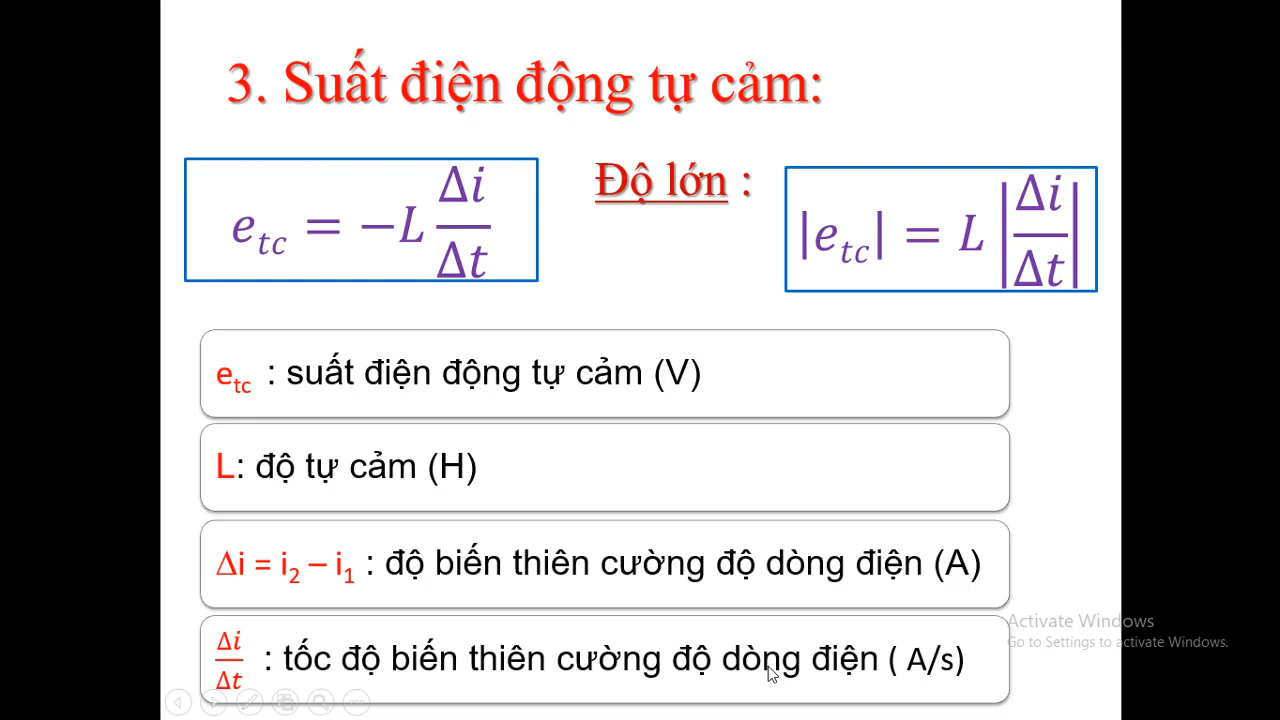 3. Suất điện động tự cảm:
e_tc = −L Δi/Δt
Độ lớn :
|e_tc| = L |Δi/Δt|
e_tc : suất điện động tự cảm (V)
L: độ tự cảm (H)
Δi = i_2 – i_1 : độ biến thiên cường độ dòng điện (A)
Δi/Δt : tốc độ biến thiên cường độ dòng điện ( A/s)
Activate Windows
Go to Settings to activate Windows.